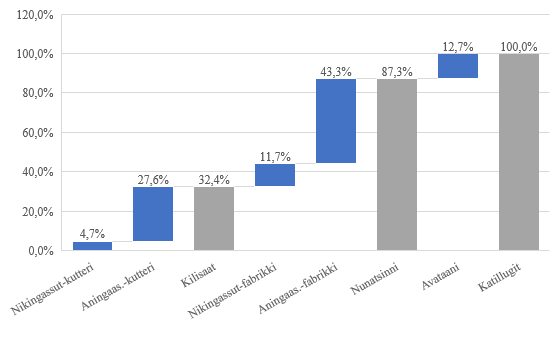 120,0%
100,0%
80,0%
60,0%
40,0%
20,0%
0,0%
4,7%
27,6%
32,4%
11,7%
43,3%
87,3%
12,7%
100,0%
Nikingassut-kutteri
Aningaas.-kutteri
Kilisaat
Nikingassut-fabrikki
Aningaas.-fabrikki
Nunatsinni
Avataani
Katillugit